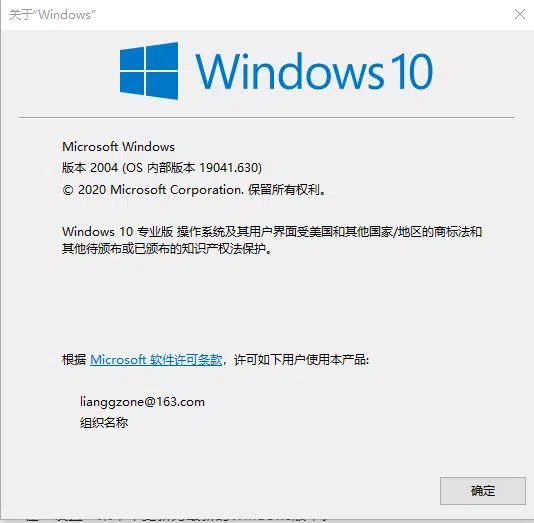 关于“Windows”
Windows 10
Microsoft Windows
版本 2004 (OS 内部版本 19041.630)
© 2020 Microsoft Corporation. 保留所有权利。
Windows 10 专业版 操作系统及其用户界面受美国和其他国家/地区的商标法和
其他待颁布或已颁布的知识产权法保护。
根据 Microsoft 软件许可条款，许可如下用户使用本产品:
lianggzone@163.com
组织名称
确定